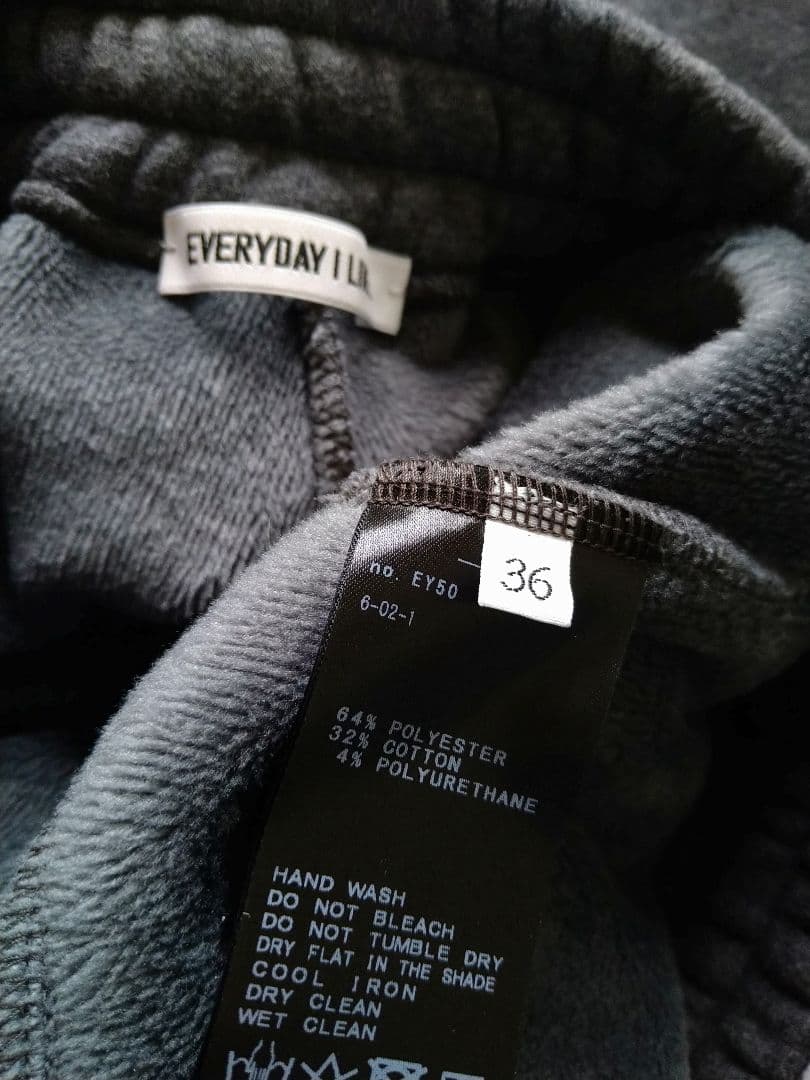 EVERYDAY I
36
no. EY50
6-02-1
64% POLYESTER
32% COTTON
4% POLYURETHANE
HAND WASH
DO NOT BLEACH
DO NOT TUMBLE DRY
DRY FLAT IN THE SHADE
COOL IRON
DRY CLEAN
WET CLEAN